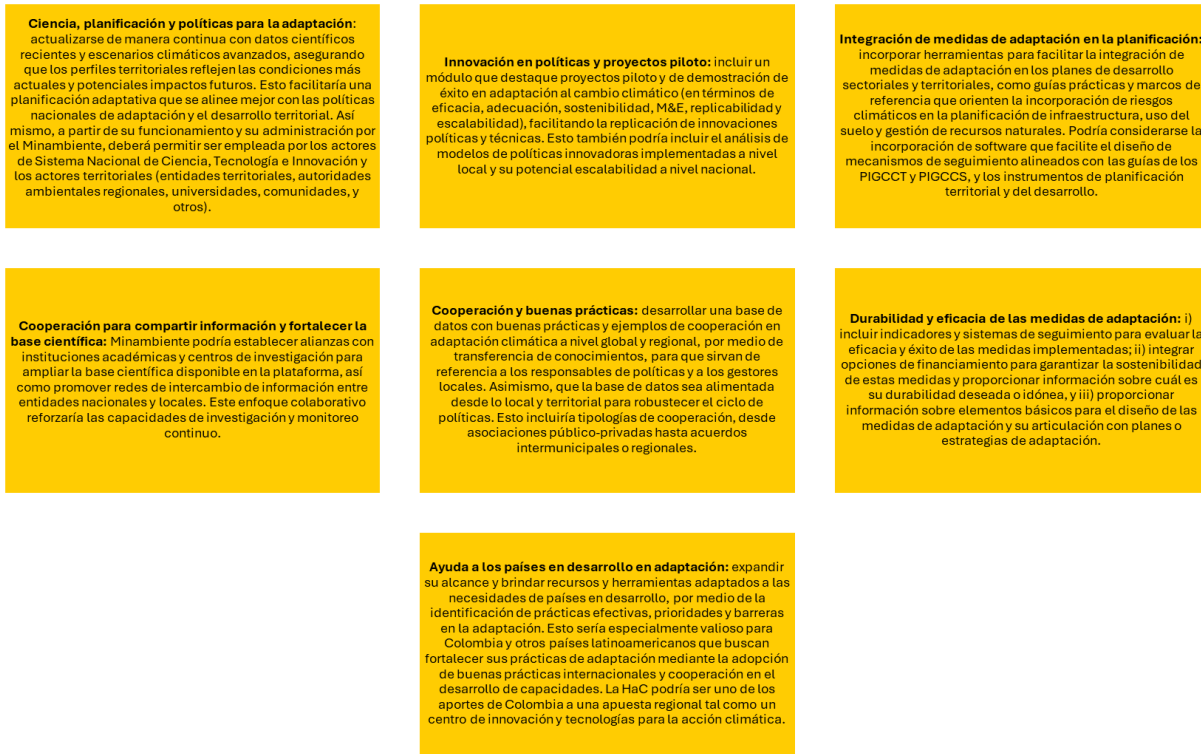 Ciencia, planificación y políticas para la adaptación:
actualizarse de manera continua con datos científicos
recientes y escenarios climáticos avanzados, asegurando
que los perfiles territoriales reflejen las condiciones más
actuales y potenciales impactos futuros. Esto facilitaría una
planificación adaptativa que se alinee mejor con las políticas
nacionales de adaptación y el desarrollo territorial. Así
mismo, a partir de su funcionamiento y su administración por
el Minambiente, deberá permitir ser empleada por los actores
de Sistema Nacional de Ciencia, Tecnología e Innovación y
los actores territoriales (entidades territoriales, autoridades
ambientales regionales, universidades, comunidades, y
otros).
Innovación en políticas y proyectos piloto: incluir un
módulo que destaque proyectos piloto y de demostración de
éxito en adaptación al cambio climático (en términos de
eficacia, adecuación, sostenibilidad, M&E, replicabilidad y
escalabilidad), facilitando la replicación de innovaciones
políticas y técnicas. Esto también podría incluir el análisis de
modelos de políticas innovadoras implementadas a nivel
local y su potencial escalabilidad a nivel nacional.
Integración de medidas de adaptación en la planificación:
incorporar herramientas para facilitar la integración de
medidas de adaptación en los planes de desarrollo
sectoriales y territoriales, como guías prácticas y marcos de
referencia que orienten la incorporación de riesgos
climáticos en la planificación de infraestructura, uso del
suelo y gestión de recursos naturales. Podría considerarse la
incorporación de software que facilite el diseño de
mecanismos de seguimiento alineados con las guías de los
PIGCCT y PIGCCS, y los instrumentos de planificación
territorial y del desarrollo.
Cooperación para compartir información y fortalecer la
base científica: Minambiente podría establecer alianzas con
instituciones académicas y centros de investigación para
ampliar la base científica disponible en la plataforma, así
como promover redes de intercambio de información entre
entidades nacionales y locales. Este enfoque colaborativo
reforzaría las capacidades de investigación y monitoreo
continuo.
Cooperación y buenas prácticas: desarrollar una base de
datos con buenas prácticas y ejemplos de cooperación en
adaptación climática a nivel global y regional, por medio de
transferencia de conocimientos, para que sirvan de
referencia a los responsables de políticas y a los gestores
locales. Asimismo, que la base de datos sea alimentada
desde lo local y territorial para robustecer el ciclo de
políticas. Esto incluiría tipologías de cooperación, desde
asociaciones público-privadas hasta acuerdos
intermunicipales o regionales.
Durabilidad y eficacia de las medidas de adaptación: i)
incluir indicadores y sistemas de seguimiento para evaluar la
eficacia y éxito de las medidas implementadas; ii) integrar
opciones de financiamiento para garantizar la sostenibilidad
de estas medidas y proporcionar información sobre cuál es
su durabilidad deseada o idónea, y iii) proporcionar
información sobre elementos básicos para el diseño de las
medidas de adaptación y su articulación con planes o
estrategias de adaptación.
Ayuda a los países en desarrollo en adaptación: expandir
su alcance y brindar recursos y herramientas adaptados a las
necesidades de países en desarrollo, por medio de la
identificación de prácticas efectivas, prioridades y barreras
en la adaptación. Esto sería especialmente valioso para
Colombia y otros países latinoamericanos que buscan
fortalecer sus prácticas de adaptación mediante la adopción
de buenas prácticas internacionales y cooperación en el
desarrollo de capacidades. La HaC podría ser uno de los
aportes de Colombia a una apuesta regional tal como un
centro de innovación y tecnologías para la acción climática.